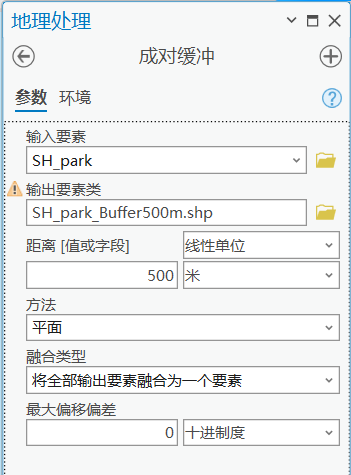 地理处理
成对缓冲
参数 环境
输入要素
SH_park
输出要素类
SH_park_Buffer500m.shp
距离 [值或字段] 线性单位
500 米
方法
平面
融合类型
将全部输出要素融合为一个要素
最大偏移偏差
0 十进制度